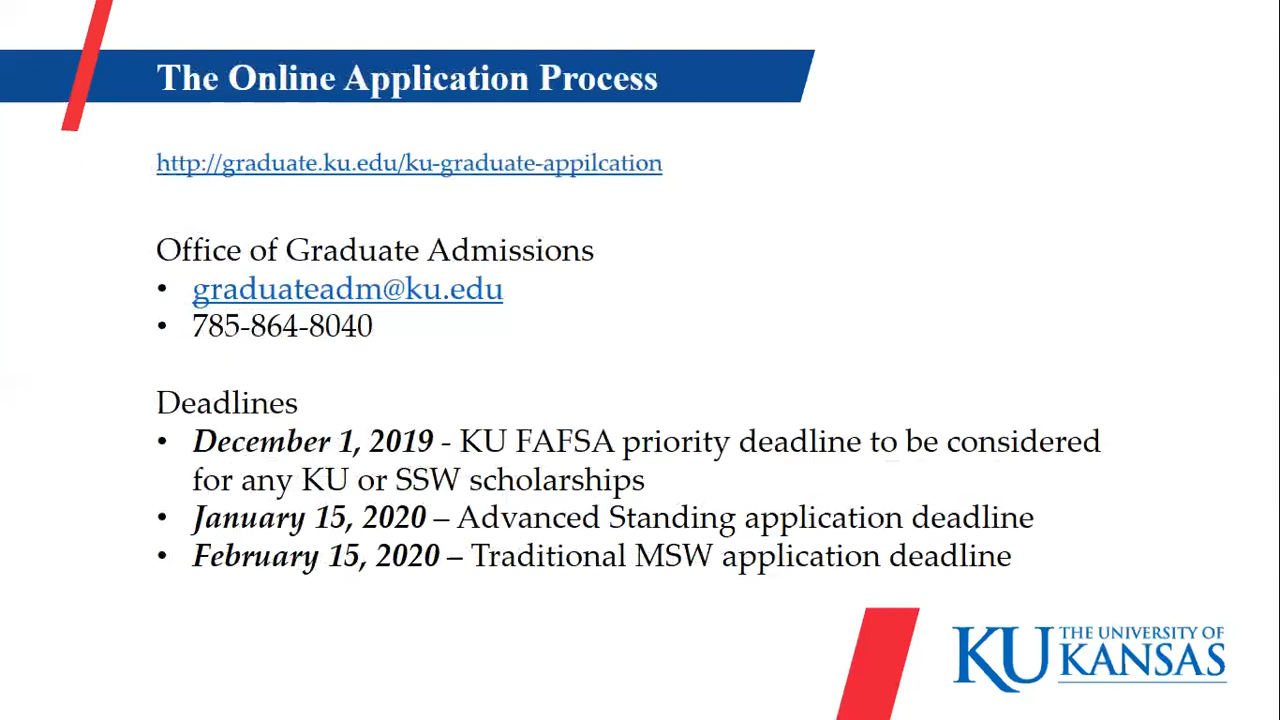 The Online Application Process
http://graduate.ku.edu/ku-graduate-appilcation
Office of Graduate Admissions
• graduateadm@ku.edu
• 785-864-8040
Deadlines
• December 1, 2019 - KU FAFSA priority deadline to be considered
for any KU or SSW scholarships
• January 15, 2020 – Advanced Standing application deadline
• February 15, 2020 – Traditional MSW application deadline
KU THE UNIVERSITY OF
KANSAS